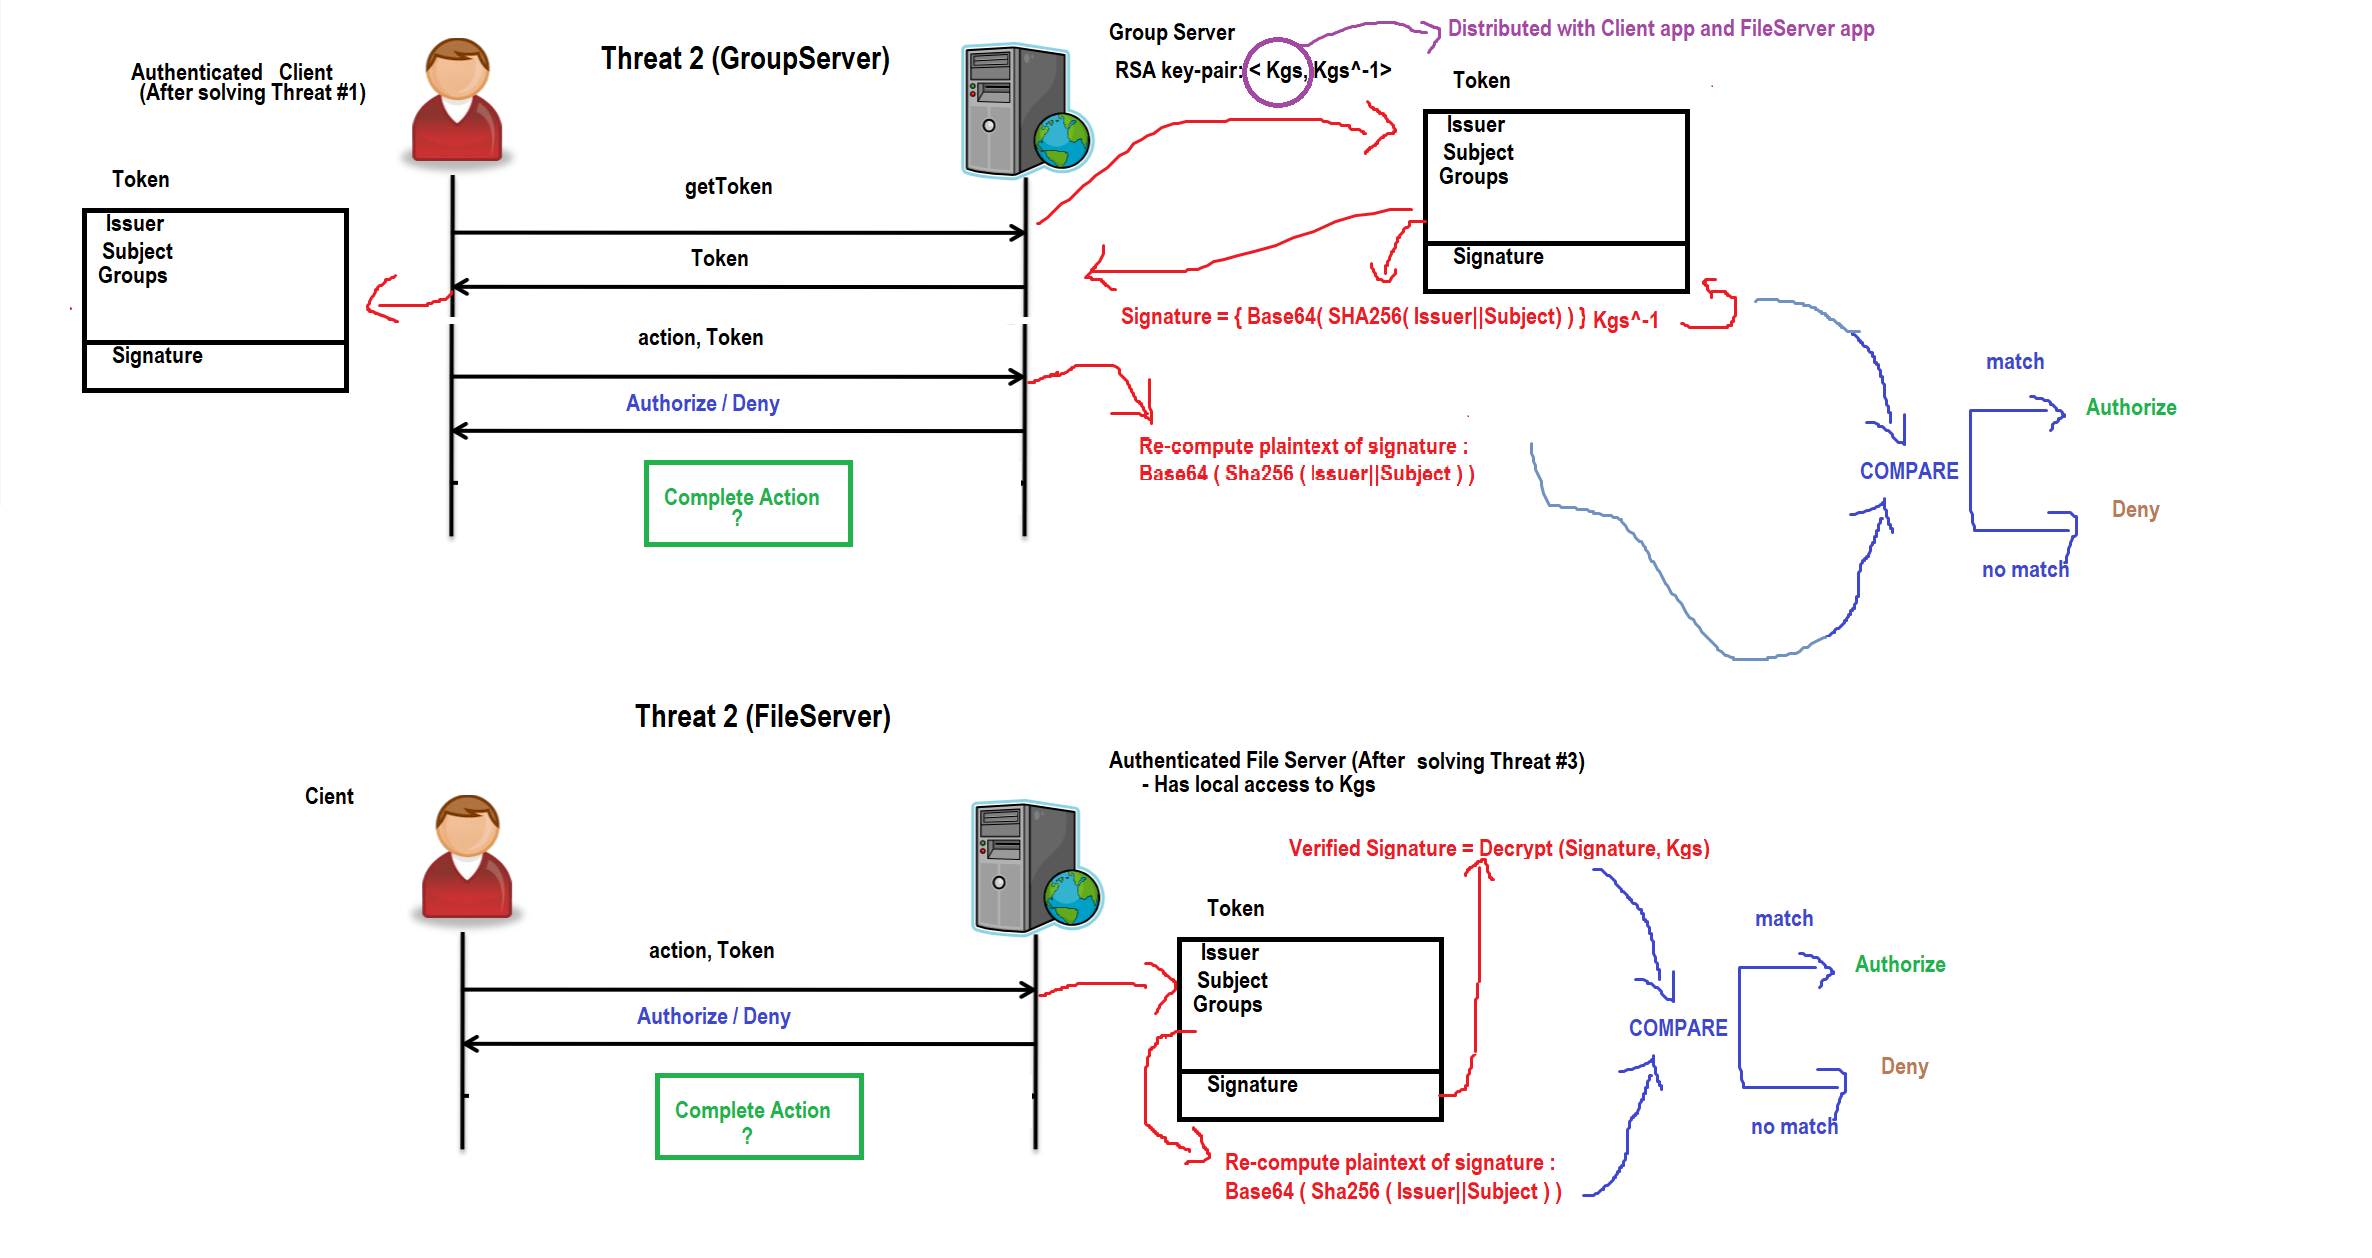 Threat 2 (GroupServer)
Group Server
RSA key-pair: < Kgs, Kgs^-1>
Distributed with Client app and FileServer app
Authenticated Client
(After solving Threat #1)
Token
Issuer
Subject
Groups
Signature
getToken
Token
action, Token
Authorize / Deny
Complete Action
?
Token
Issuer
Subject
Groups
Signature
Signature = { Base64( SHA256( Issuer||Subject) ) } Kgs^-1
Re-compute plaintext of signature :
Base64 ( Sha256 ( Issuer||Subject ) )
COMPARE
match
Authorize
Deny
no match
Threat 2 (FileServer)
Cient
Authenticated File Server (After solving Threat #3)
- Has local access to Kgs
action, Token
Authorize / Deny
Complete Action
?
Verified Signature = Decrypt (Signature, Kgs)
Token
Issuer
Subject
Groups
Signature
Re-compute plaintext of signature :
Base64 ( Sha256 ( Issuer||Subject ) )
COMPARE
match
Authorize
Deny
no match